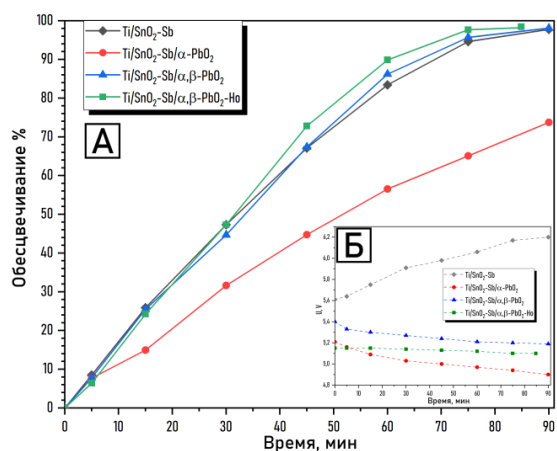 100
90
80
70
60
50
40
30
20
10
0
Обесцвечивание %
Ti/SnO₂-Sb
Ti/SnO₂-Sb/α-PbO₂
Ti/SnO₂-Sb/α,β-PbO₂
Ti/SnO₂-Sb/α,β-PbO₂-Ho
А
Б
6,2
6,0
5,8
5,6
5,4
5,2
5,0
4,8
U, V
Ti/SnO₂-Sb
Ti/SnO₂-Sb/α-PbO₂
Ti/SnO₂-Sb/α,β-PbO₂
Ti/SnO₂-Sb/α,β-PbO₂-Ho
0 10 20 30 40 50 60 70 80 90
Время, мин
0 10 20 30 40 50 60 70 80 90
Время, мин